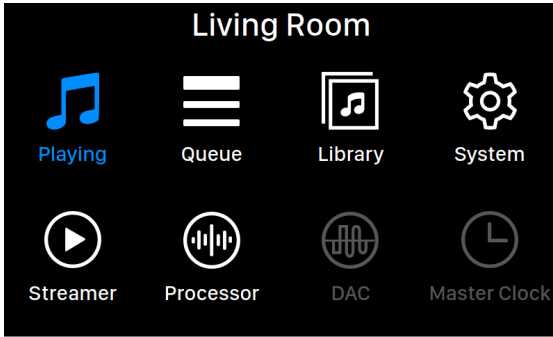 Living Room
Playing Queue Library System
Streamer Processor DAC Master Clock